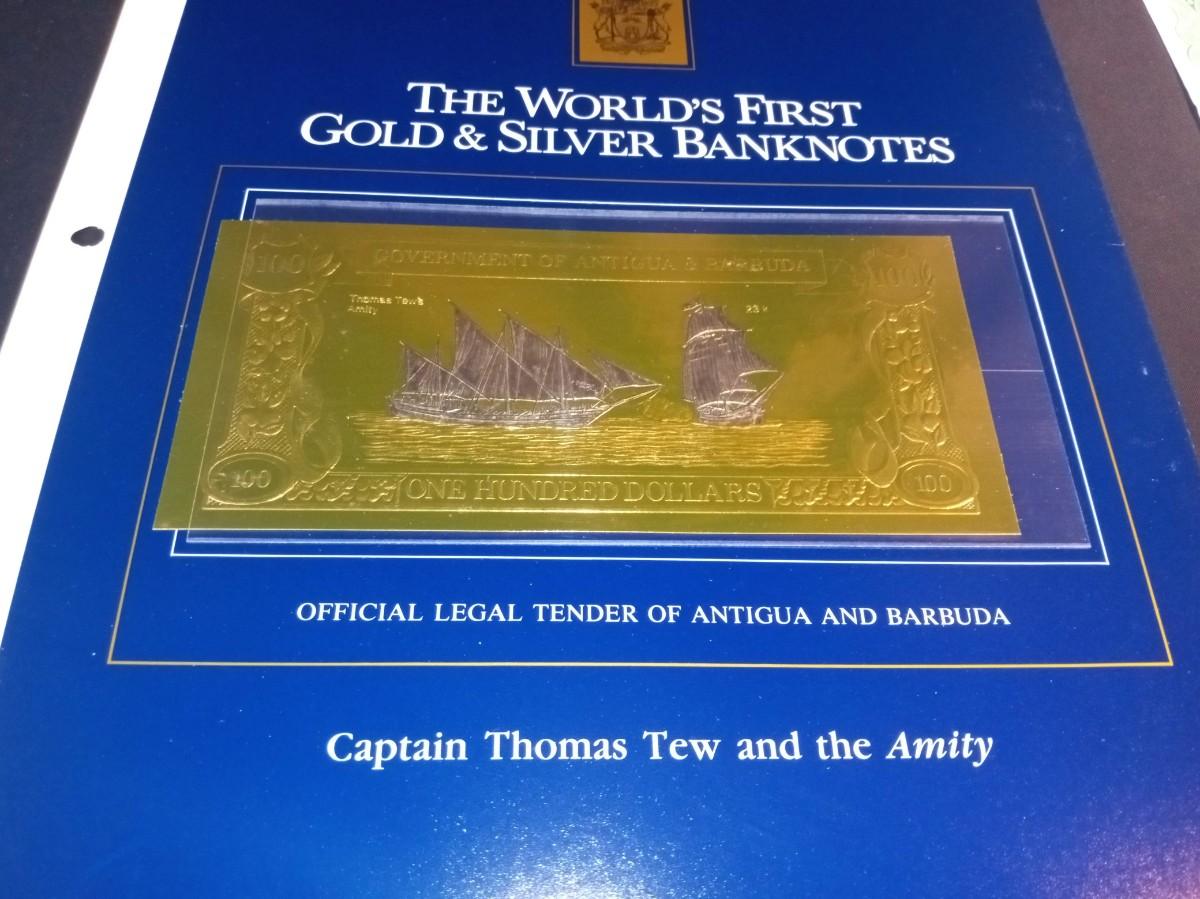 THE WORLD'S FIRST
GOLD & SILVER BANKNOTES
100 GOVERNMENT OF ANTIGUA & BARBUDA 100
Thomas Tew's
Amity
23 k
100 ONE HUNDRED DOLLARS 100
OFFICIAL LEGAL TENDER OF ANTIGUA AND BARBUDA
Captain Thomas Tew and the Amity